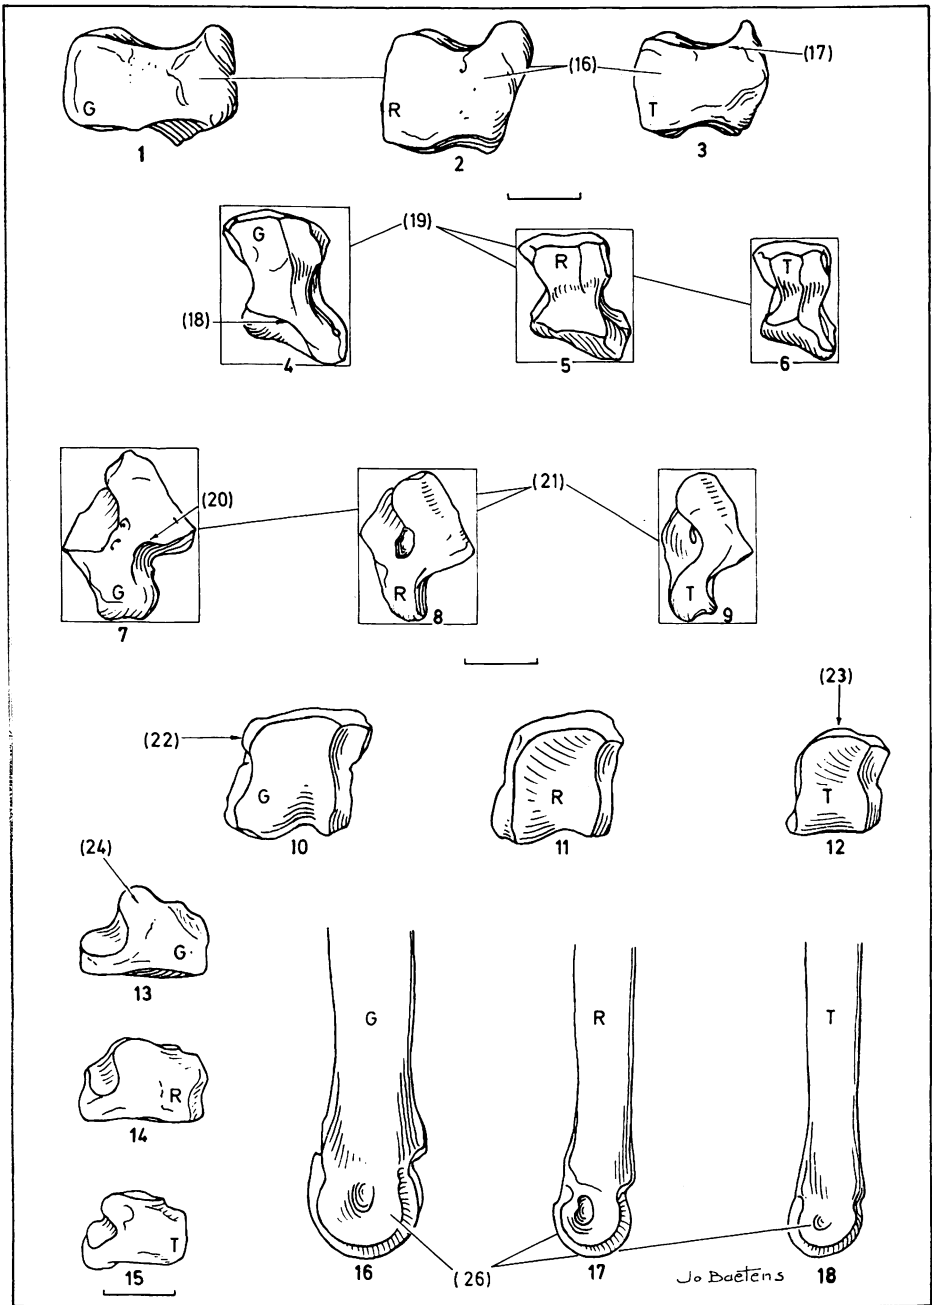 G R T
(16) (17)
1 2 3
G R T
(19)
(18)
4 5 6
(20) (21)
G R T
7 8 9
(22) (23)
G R T
10 11 12
(24)
G
13
G R T
R
14
T
15
16 (26) 17 Jo Baetens 18